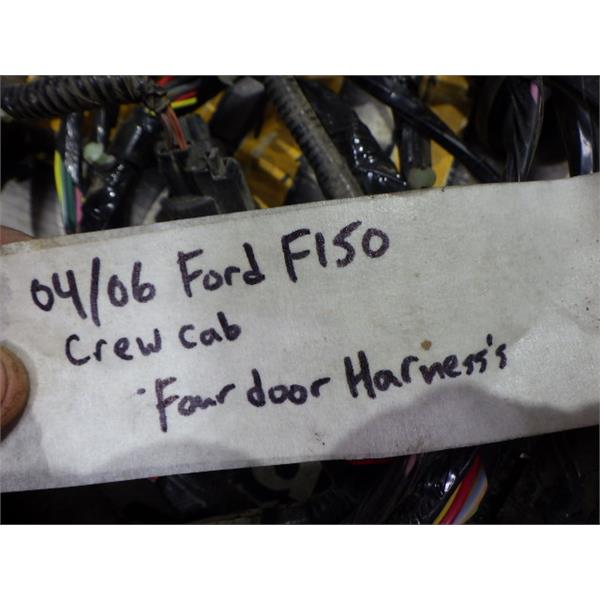 04/06 Ford F150
Crew cab
Four door Harness's